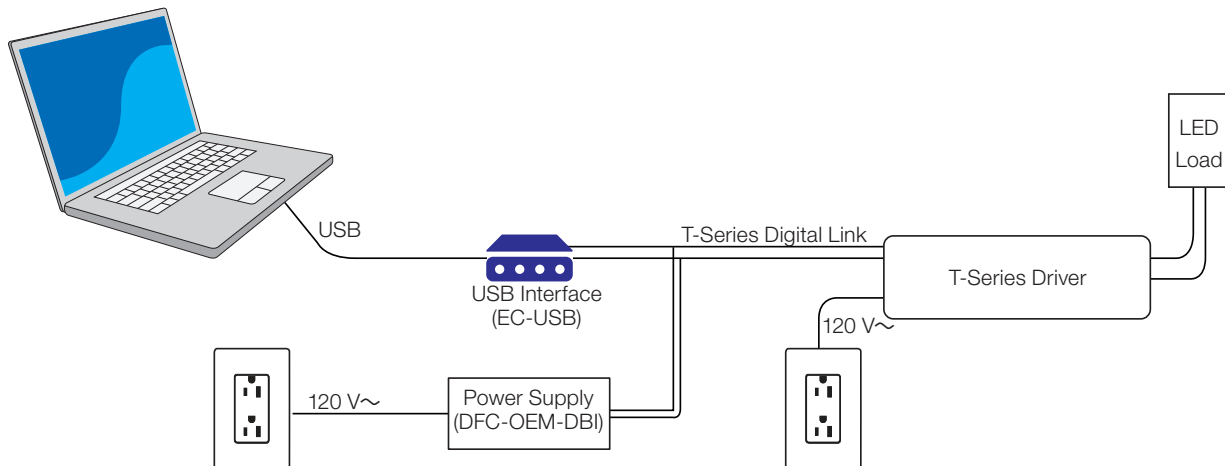 LED
Load
USB
T-Series Digital Link
T-Series Driver
USB Interface
(EC-USB)
120 V~
120 V~
Power Supply
(DFC-OEM-DBI)